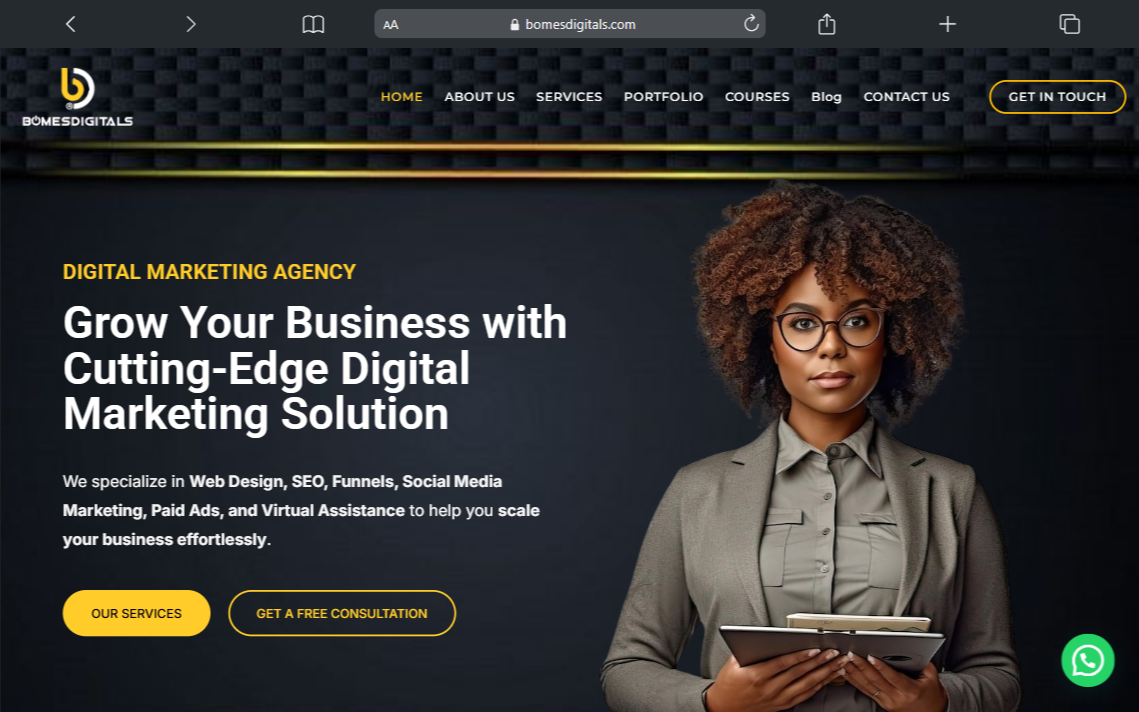 AA
bomesdigitals.com
BOMESDIGITALS
HOME ABOUT US SERVICES PORTFOLIO COURSES Blog CONTACT US GET IN TOUCH
DIGITAL MARKETING AGENCY
Grow Your Business with
Cutting-Edge Digital
Marketing Solution
We specialize in Web Design, SEO, Funnels, Social Media
Marketing, Paid Ads, and Virtual Assistance to help you scale
your business effortlessly.
OUR SERVICES GET A FREE CONSULTATION